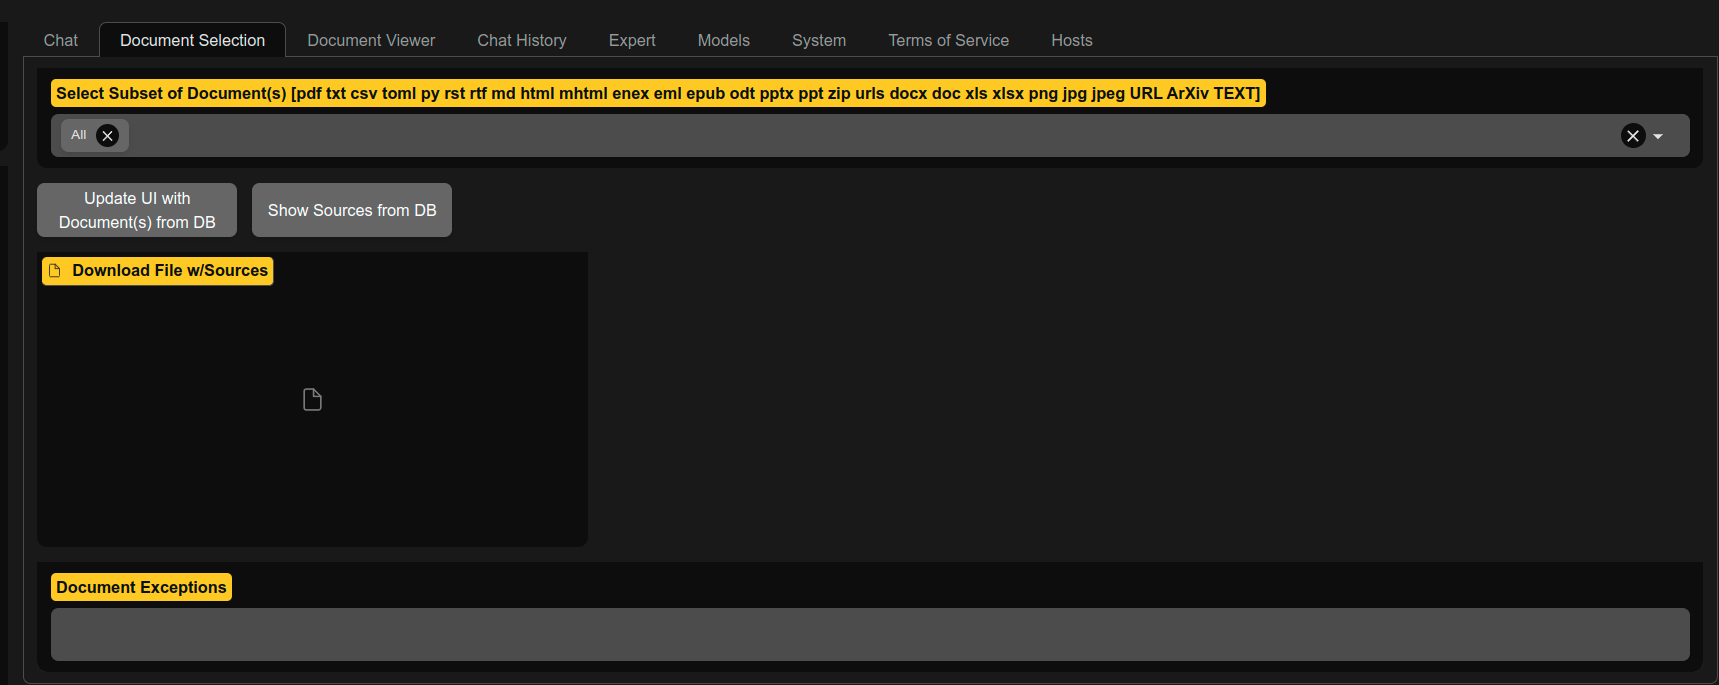 Chat Document Selection Document Viewer Chat History Expert Models System Terms of Service Hosts
Select Subset of Document(s) [pdf txt csv toml py rst rtf md html mhtml enex eml epub odt pptx ppt zip urls docx doc xls xlsx png jpg jpeg URL ArXiv TEXT]
All
Update UI with
Document(s) from DB
Show Sources from DB
Download File w/Sources
Document Exceptions